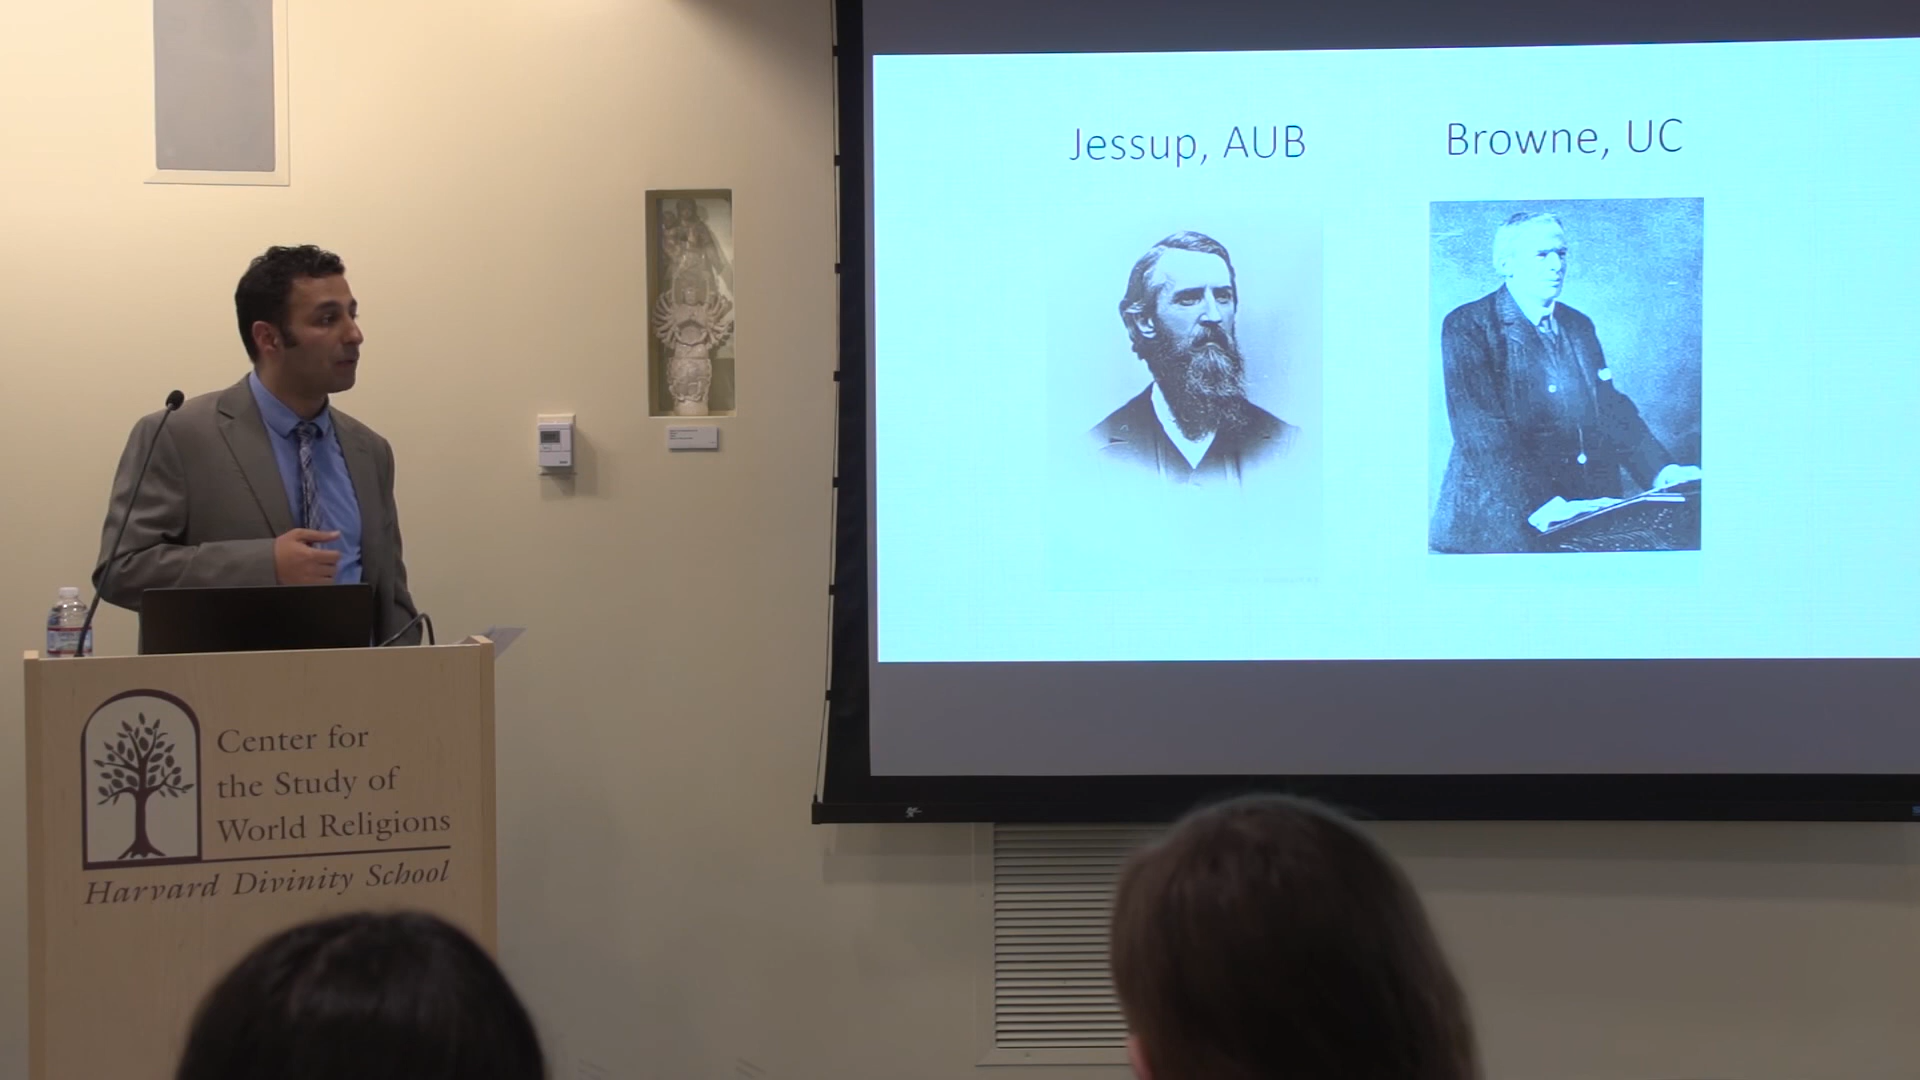 Jessup, AUB
Browne, UC
Center for
the Study of
World Religions
Harvard Divinity School